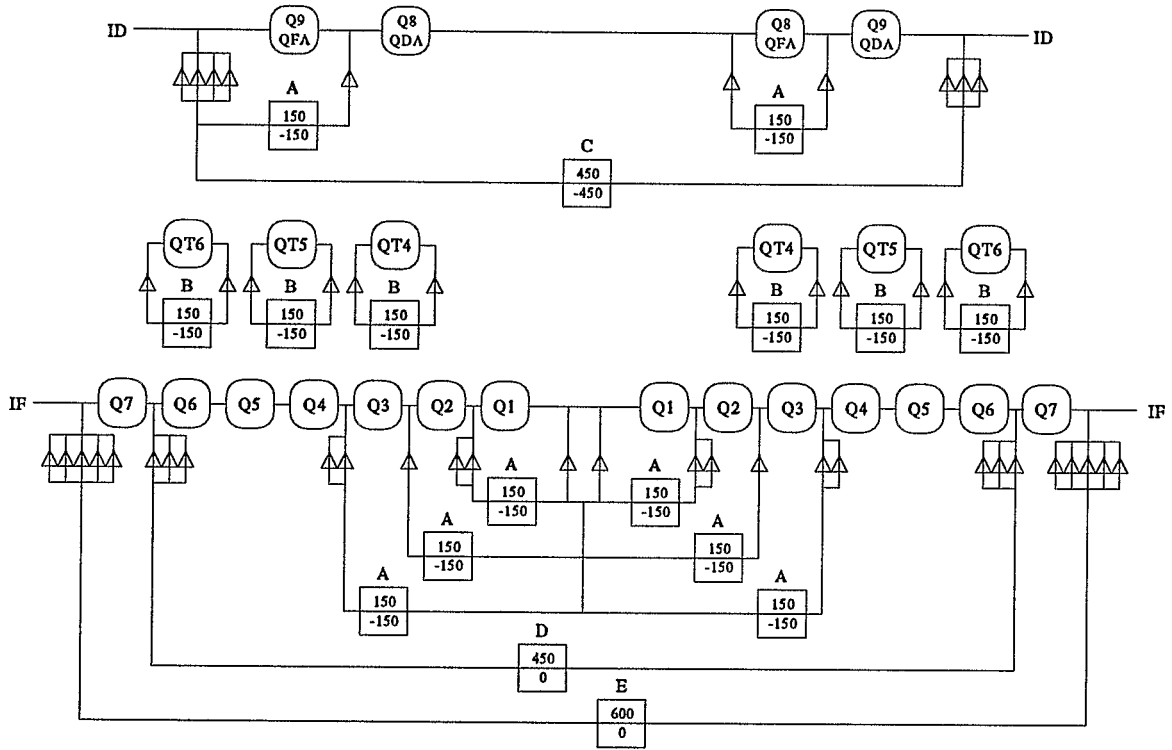 ID Q9 Q8 Q8 Q9 ID
QFA QDA QFA QDA
A A
150 150
-150 -150
C
450
-450
QT6 QT5 QT4 QT4 QT5 QT6
B B B B B B
150 150 150 150 150 150
-150 -150 -150 -150 -150 -150
IF Q7 Q6 Q5 Q4 Q3 Q2 Q1 Q1 Q2 Q3 Q4 Q5 Q6 Q7 IF
A A
150 150
-150 -150
A A
150 150
-150 -150
A A
150 150
-150 -150
D
450
0
E
600
0